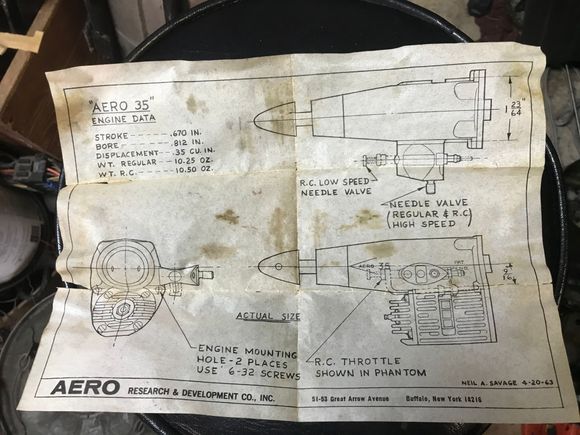 "AERO 35"
ENGINE DATA
STROKE ------ .670 IN.
BORE -------- .812 IN.
DISPLACEMENT --- .35 CU. IN.
WT. REGULAR --- 10.25 OZ.
WT. R.C. ------- 10.50 OZ.
1 23/64"
R.C. LOW SPEED
NEEDLE VALVE
NEEDLE VALVE
(REGULAR & R.C.)
(HIGH SPEED)
ACTUAL SIZE
ENGINE MOUNTING
HOLE - 2 PLACES
USE 6-32 SCREWS
R.C. THROTTLE
SHOWN IN PHANTOM
NEIL A. SAVAGE 4-20-63
AERO RESEARCH & DEVELOPMENT CO., INC.
51-53 Great Arrow Avenue Buffalo, New York 14216